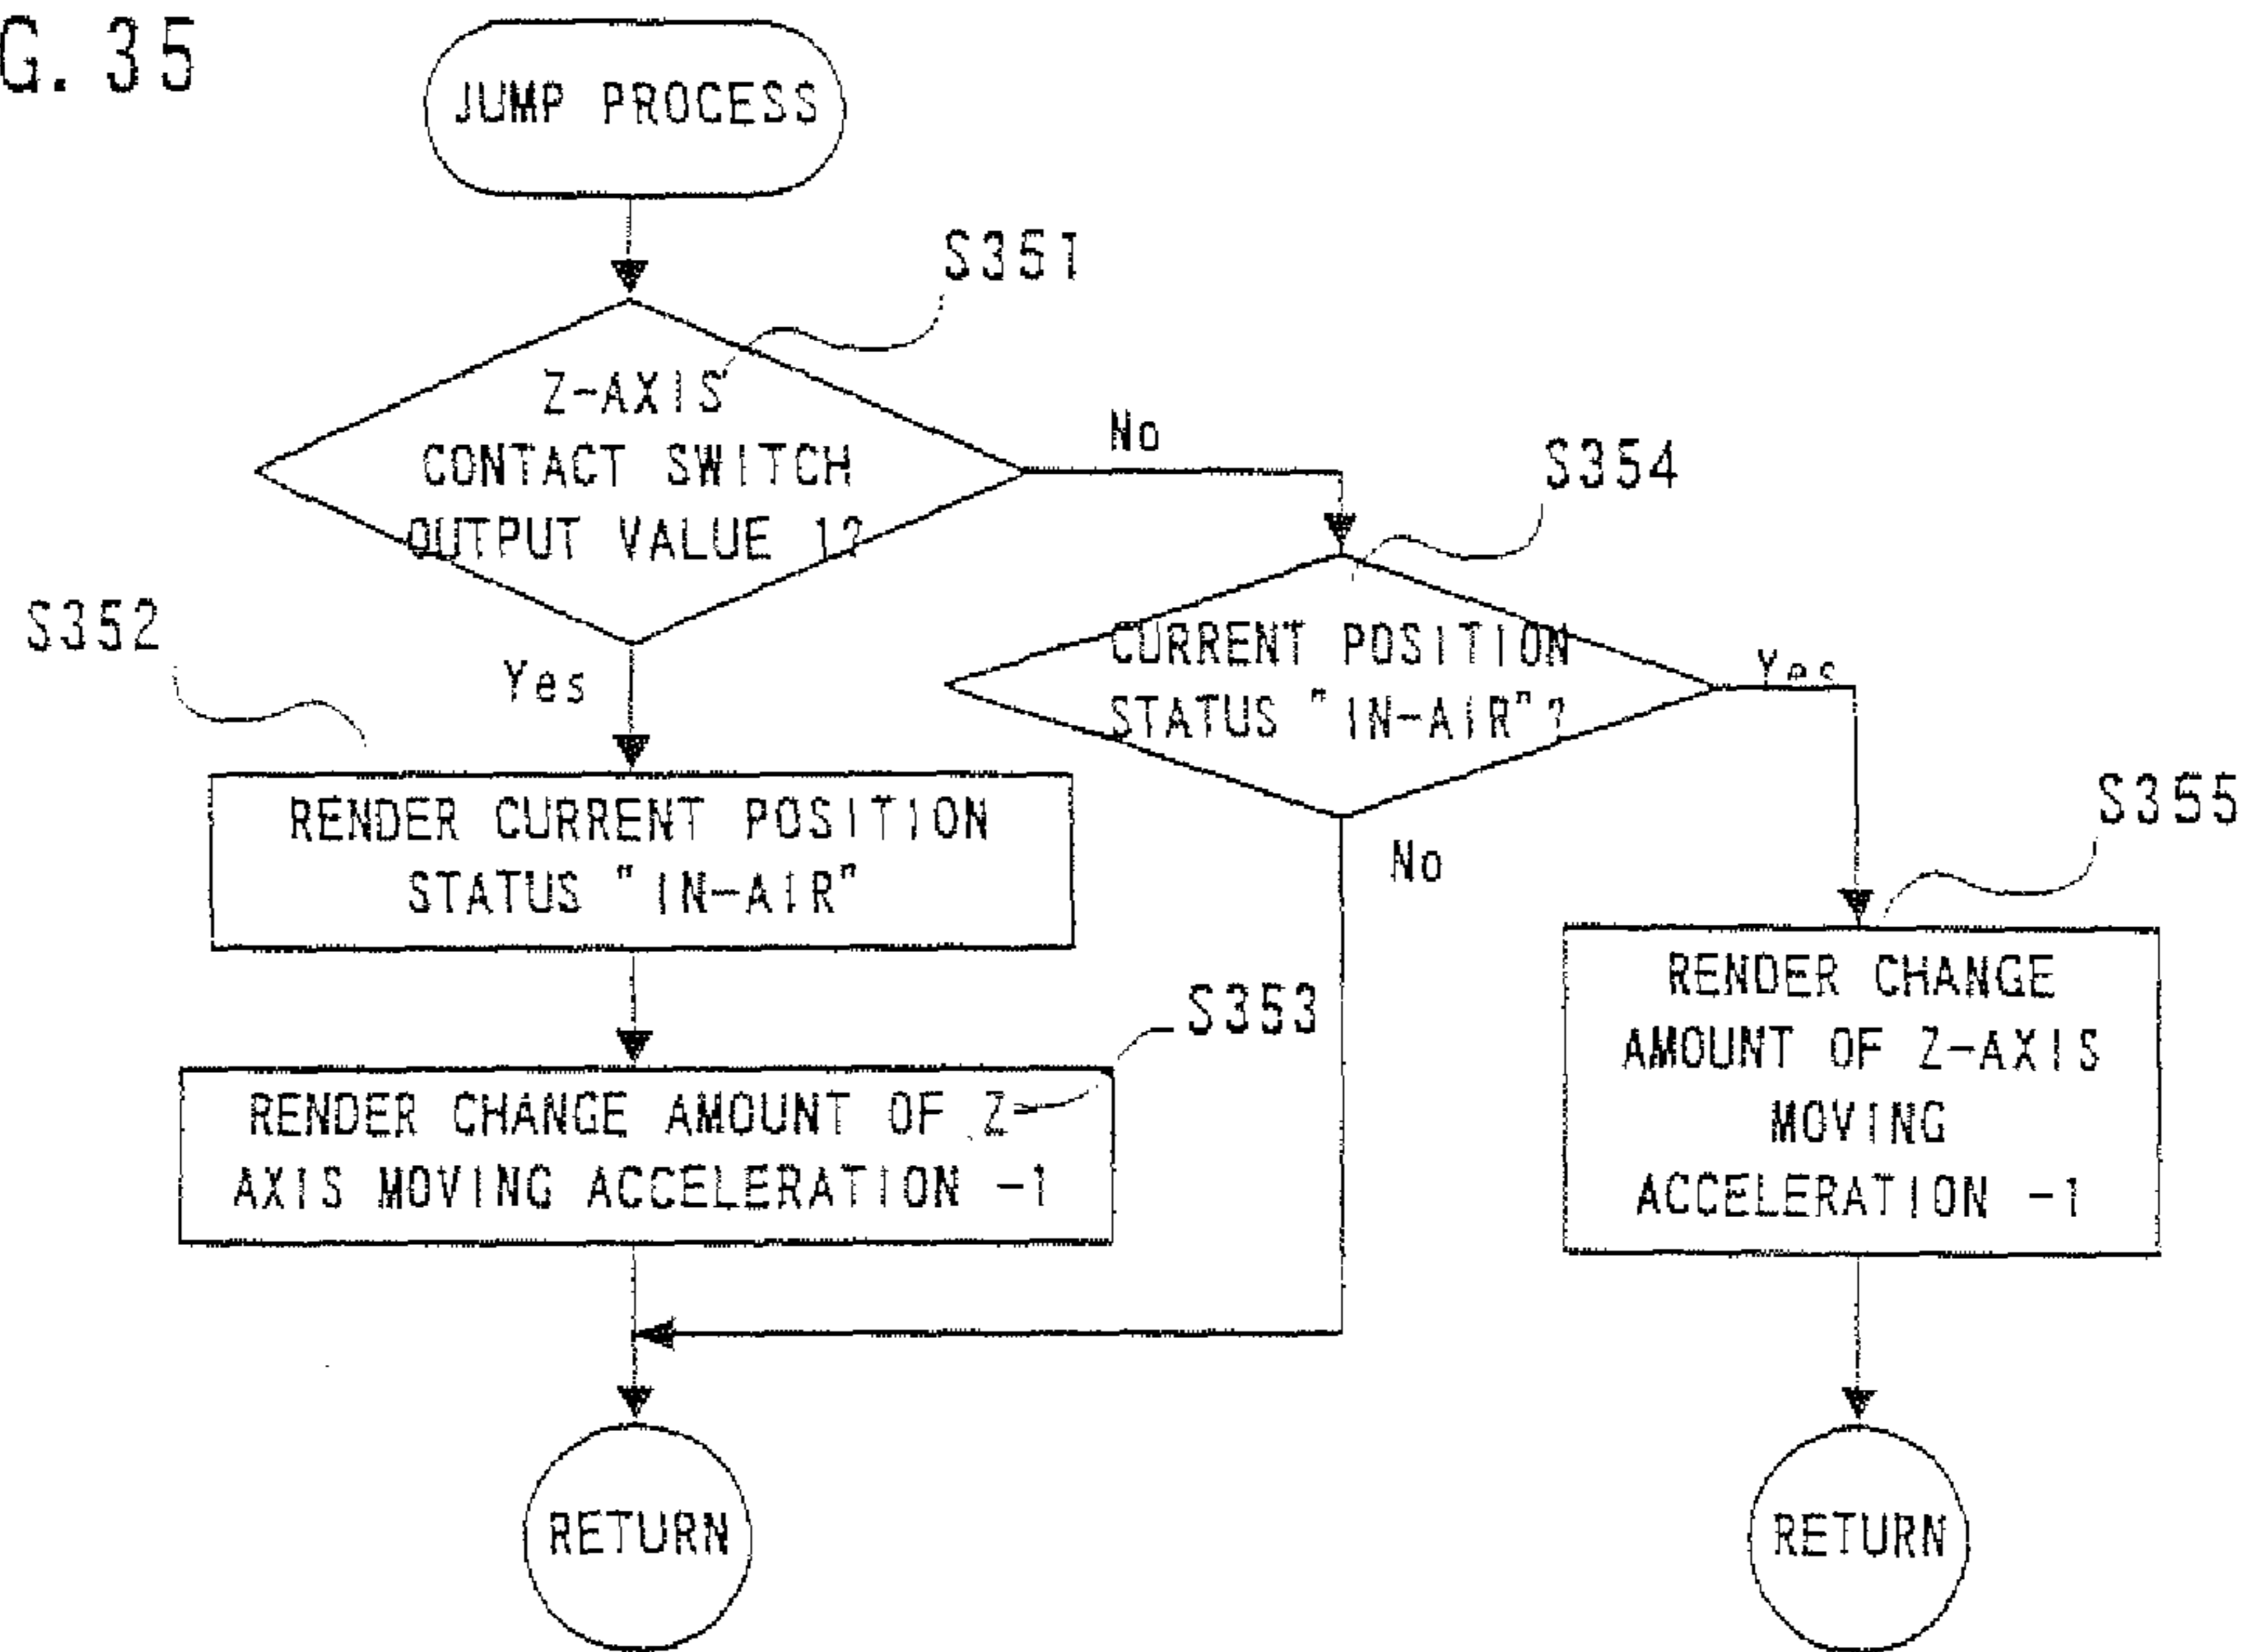 G. 35
JUMP PROCESS
S351
Z-AXIS
CONTACT SWITCH
OUTPUT VALUE 1?
No
S354
S352
Yes
CURRENT POSITION
STATUS "IN-AIR"?
Yes
RENDER CURRENT POSITION
STATUS "IN-AIR"
No
S355
S353
RENDER CHANGE AMOUNT OF Z-
AXIS MOVING ACCELERATION -1
RENDER CHANGE
AMOUNT OF Z-AXIS
MOVING
ACCELERATION -1
RETURN
RETURN